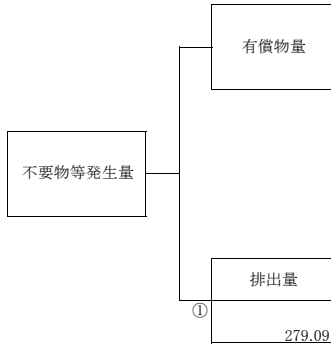 有償物量
不要物等発生量
排出量
①
279.09